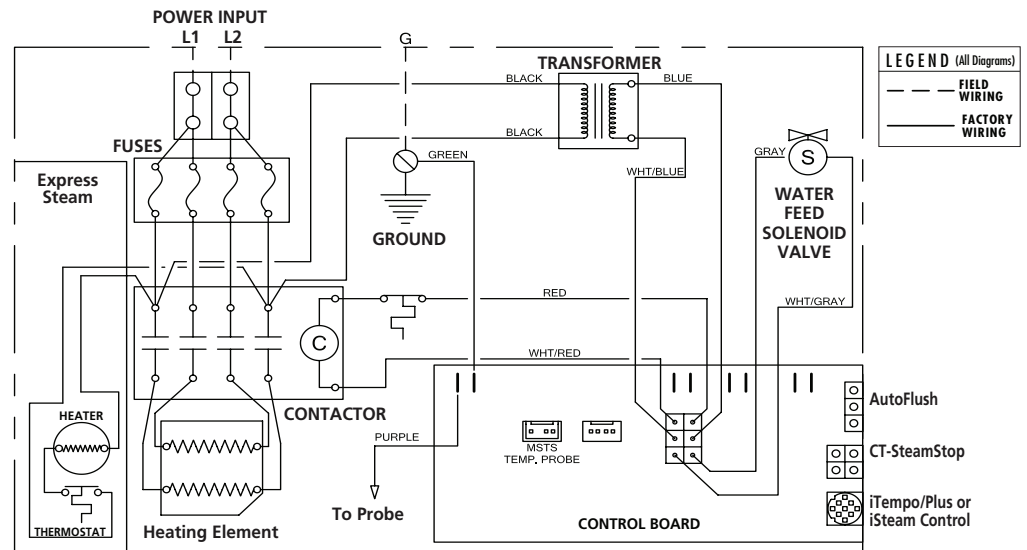 POWER INPUT
L1 L2
G
TRANSFORMER
BLACK
BLUE
BLACK
LEGEND (All Diagrams)
FIELD
WIRING
FACTORY
WIRING
FUSES
Express
Steam
GREEN
WHT/BLUE
GRAY
S
WATER
FEED
SOLENOID
VALVE
GROUND
RED
WHT/GRAY
C
WHT/RED
CONTACTOR
HEATER
PURPLE
MSTS
TEMP. PROBE
AutoFlush
CT-SteamStop
iTempo/Plus or
iSteam Control
THERMOSTAT
Heating Element
To Probe
CONTROL BOARD